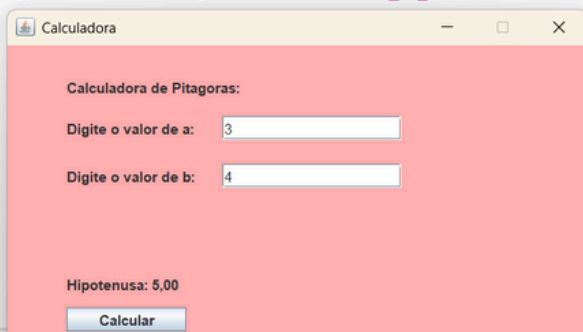 Calculadora
Calculadora de Pitagoras:
Digite o valor de a: 3
Digite o valor de b: 4
Hipotenusa: 5,00
Calcular